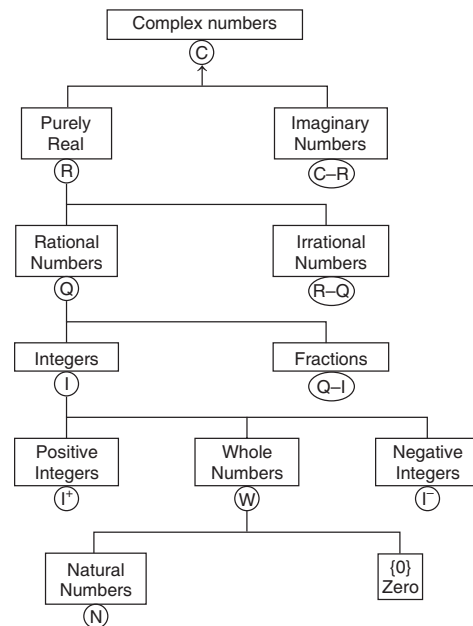 Complex numbers
C
Purely
Real
R
Imaginary
Numbers
C–R
Rational
Numbers
Q
Irrational
Numbers
R–Q
Integers
I
Fractions
Q–I
Positive
Integers
I⁺
Whole
Numbers
W
Negative
Integers
I⁻
Natural
Numbers
N
{0}
Zero